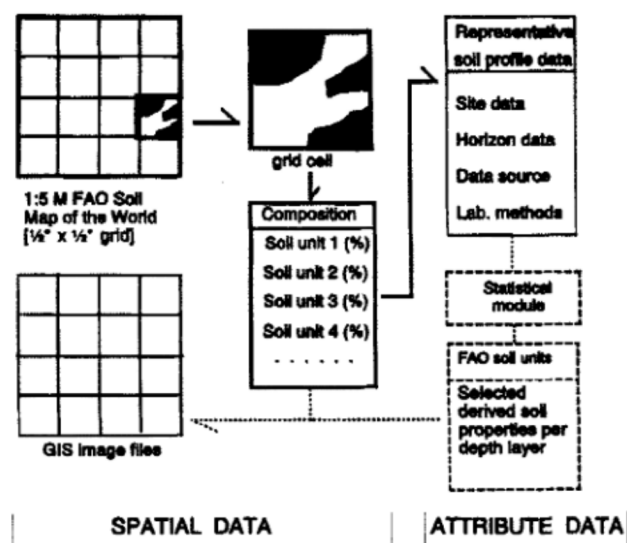 grid cell
1:5 M FAO Soil
Map of the World
[½° x ½° grid]
Composition
Soil unit 1 (%)
Soil unit 2 (%)
Soil unit 3 (%)
Soil unit 4 (%)
. . . . . .
Representative
soil profile data
Site data
Horizon data
Data source
Lab. methods
Statistical
module
FAO soil units
Selected
derived soil
properties per
depth layer
GIS image files
SPATIAL DATA
ATTRIBUTE DATA